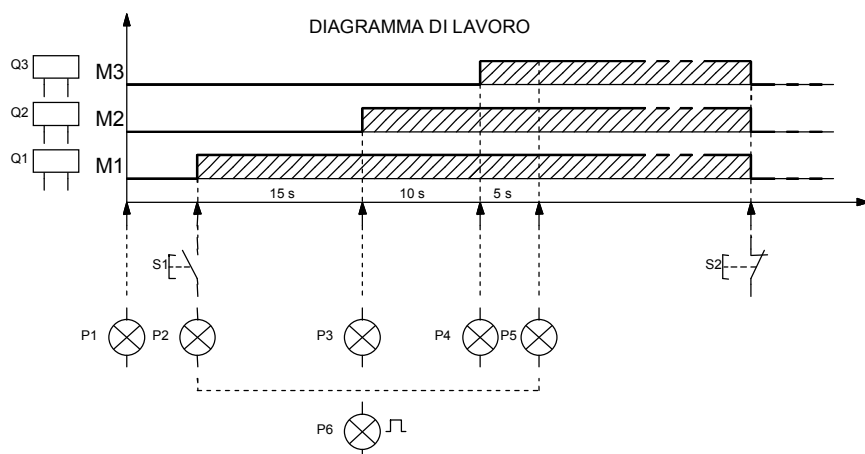 DIAGRAMMA DI LAVORO
Q3 M3
Q2 M2
Q1 M1
15 s 10 s 5 s
S1 S2
P1 P2 P3 P4 P5
P6